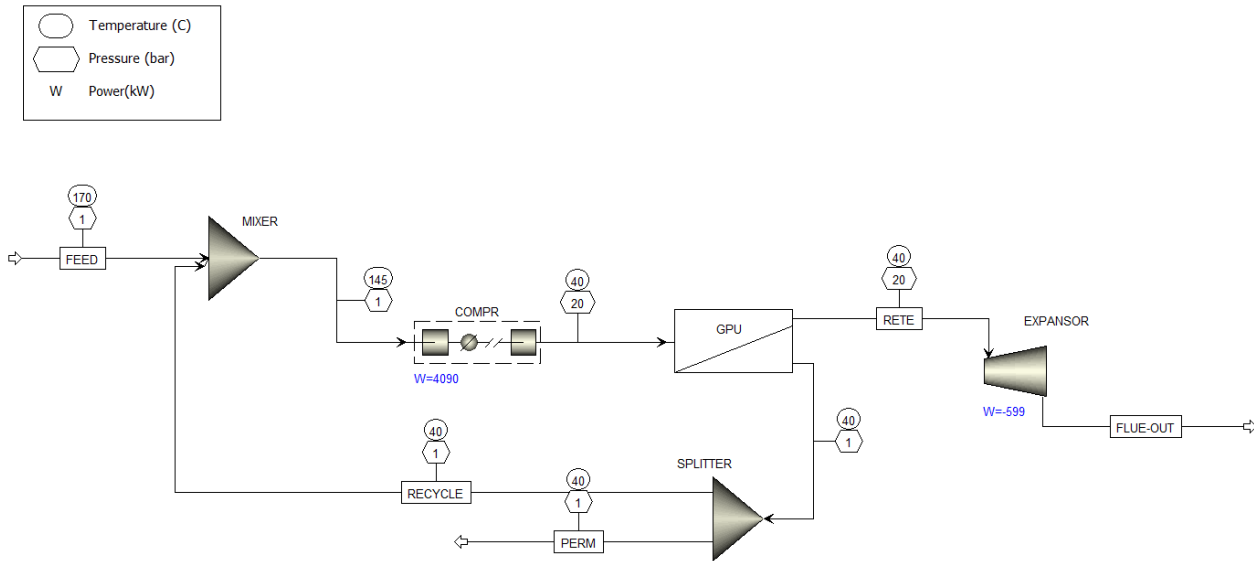 Temperature (C)
Pressure (bar)
W Power(kW)
170
1
FEED
MIXER
145
1
COMPR
W=4090
40
20
GPU
40
20
RETE
EXPANSOR
W=-599
FLUE-OUT
40
1
SPLITTER
40
1
RECYCLE
40
1
PERM